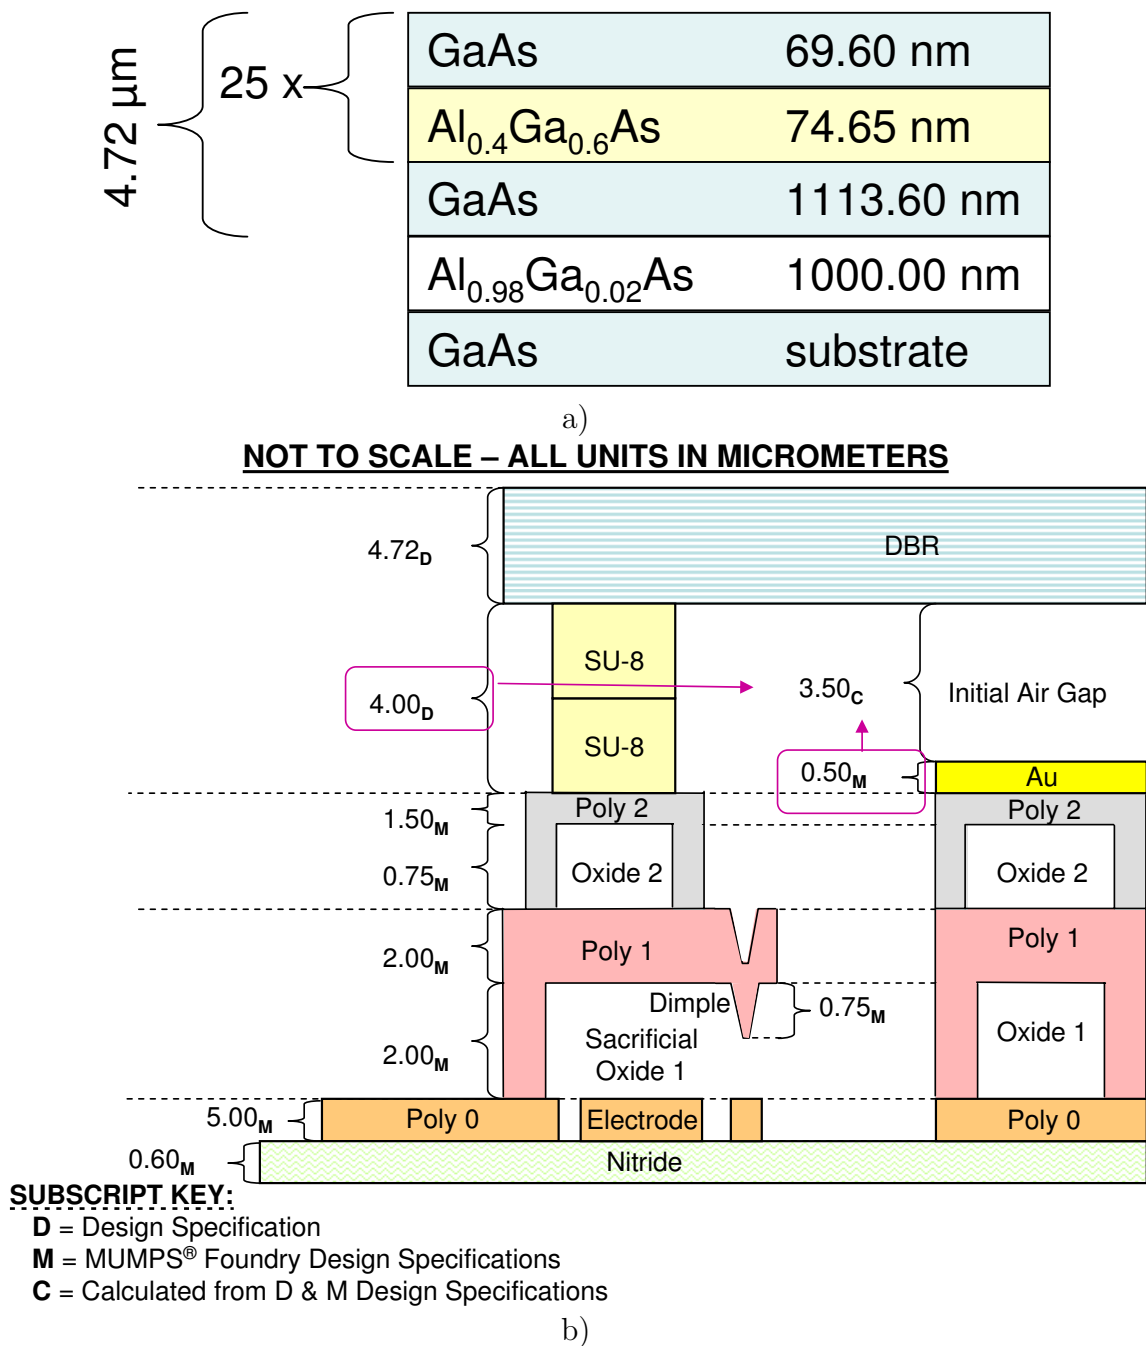 4.72 µm
25 x
GaAs 69.60 nm
Al0.4Ga0.6As 74.65 nm
GaAs 1113.60 nm
Al0.98Ga0.02As 1000.00 nm
GaAs substrate
a)
NOT TO SCALE – ALL UNITS IN MICROMETERS
4.72D
DBR
SU-8
4.00D
3.50C
Initial Air Gap
SU-8
0.50M
Au
1.50M
Poly 2
Poly 2
0.75M
Oxide 2
Oxide 2
2.00M
Poly 1
Poly 1
Dimple
0.75M
2.00M
Sacrificial
Oxide 1
Oxide 1
5.00M
Poly 0
Electrode
Poly 0
0.60M
Nitride
SUBSCRIPT KEY:
D = Design Specification
M = MUMPS® Foundry Design Specifications
C = Calculated from D & M Design Specifications
b)